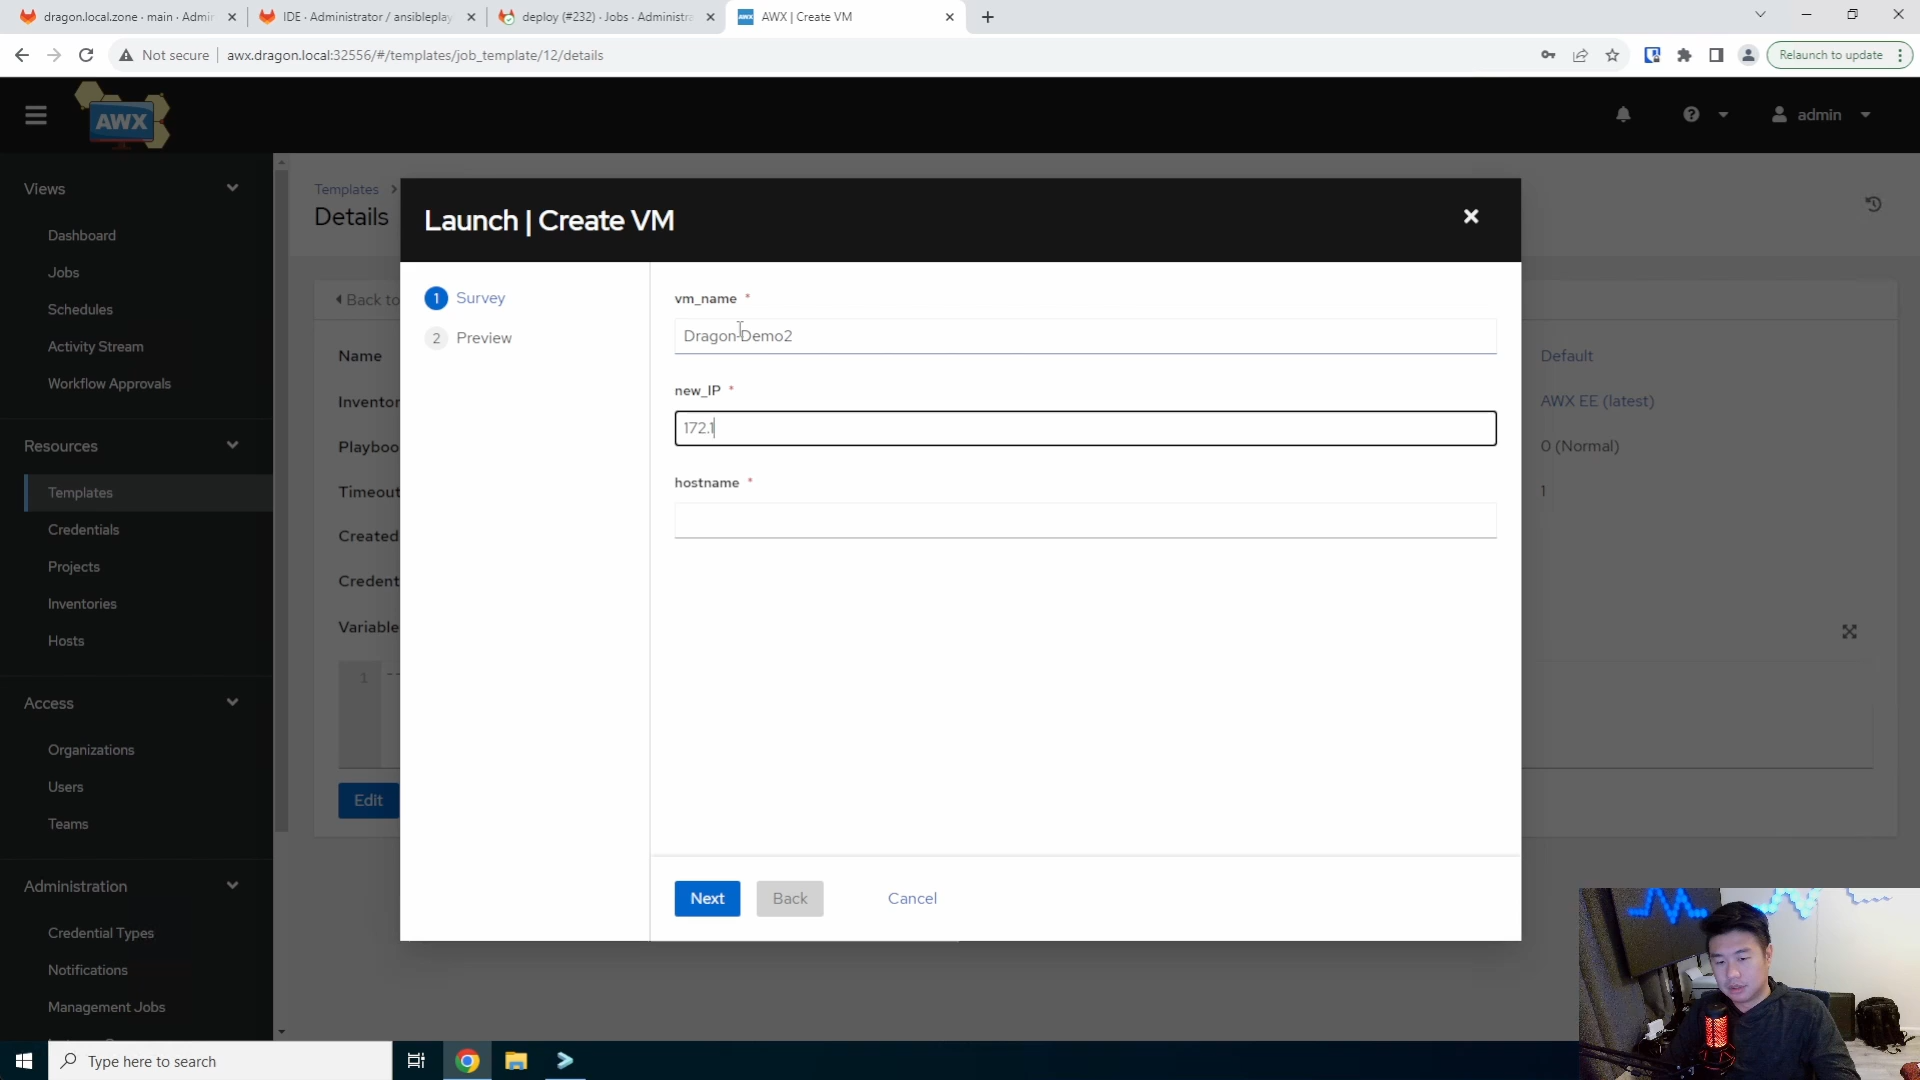 dragon.local.zone · main · Admir
IDE · Administrator / ansibleplay
deploy (#232) · Jobs · Administra
AWX | Create VM
Not secure
awx.dragon.local:32556/#/templates/job_template/12/details
Relaunch to update
AWX
admin
Views
Dashboard
Jobs
Schedules
Activity Stream
Workflow Approvals
Resources
Templates
Credentials
Projects
Inventories
Hosts
Access
Organizations
Users
Teams
Administration
Credential Types
Notifications
Management Jobs
Templates
Details
Back to
Name
Inventor
Playboo
Timeout
Created
Credent
Variable
1
--
Edit
Launch | Create VM
1 Survey
2 Preview
vm_name *
Dragon-Demo2
new_IP *
172.1
hostname *
Next
Back
Cancel
Default
AWX EE (latest)
0 (Normal)
1
Type here to search